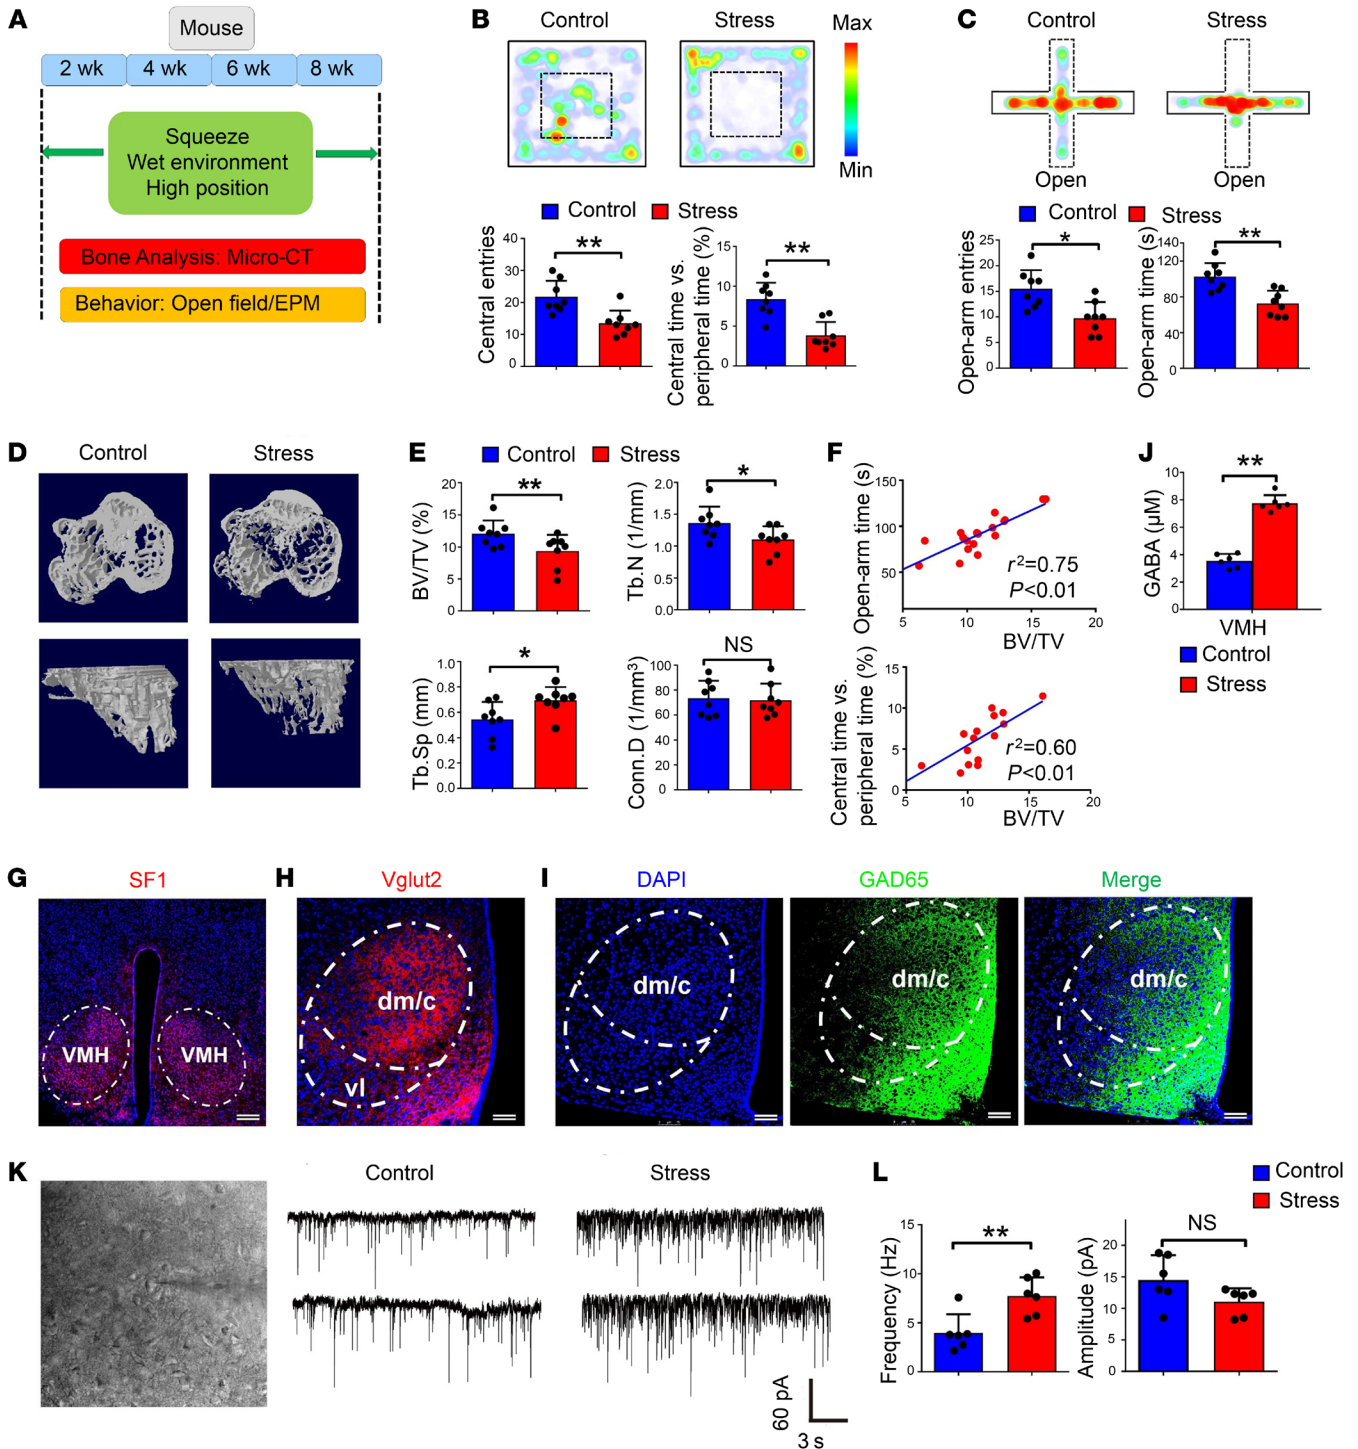 A
Mouse
2 wk
4 wk
6 wk
8 wk
Squeeze
Wet environment
High position
Bone Analysis: Micro-CT
Behavior: Open field/EPM
B
Control
Stress
Max
Min
Control
Stress
Central entries
40
30
20
10
0
**
Central time vs.
peripheral time (%)
15
10
5
0
**
C
Control
Stress
Open
Open
Control
Stress
Open-arm entries
25
20
15
10
5
0
*
Open-arm time (s)
140
120
80
40
0
**
D
Control
Stress
E
Control
Stress
BV/TV (%)
20
15
10
5
0
**
Tb.N (1/mm)
2.0
1.5
1.0
0.5
0.0
*
Tb.Sp (mm)
1.0
0.8
0.6
0.4
0.2
0.0
*
Conn.D (1/mm³)
100
80
60
40
20
0
NS
F
Open-arm time (s)
150
100
50
r²=0.75
P<0.01
5
10
15
20
BV/TV
Central time vs.
peripheral time (%)
15
10
5
0
r²=0.60
P<0.01
5
10
15
20
BV/TV
J
GABA (µM)
10
8
6
4
2
0
**
VMH
Control
Stress
G
SF1
VMH
VMH
H
Vglut2
dm/c
vl
I
DAPI
GAD65
Merge
dm/c
dm/c
dm/c
K
Control
Stress
60 pA
3 s
L
Control
Stress
Frequency (Hz)
15
10
5
0
**
Amplitude (pA)
20
15
10
5
0
NS